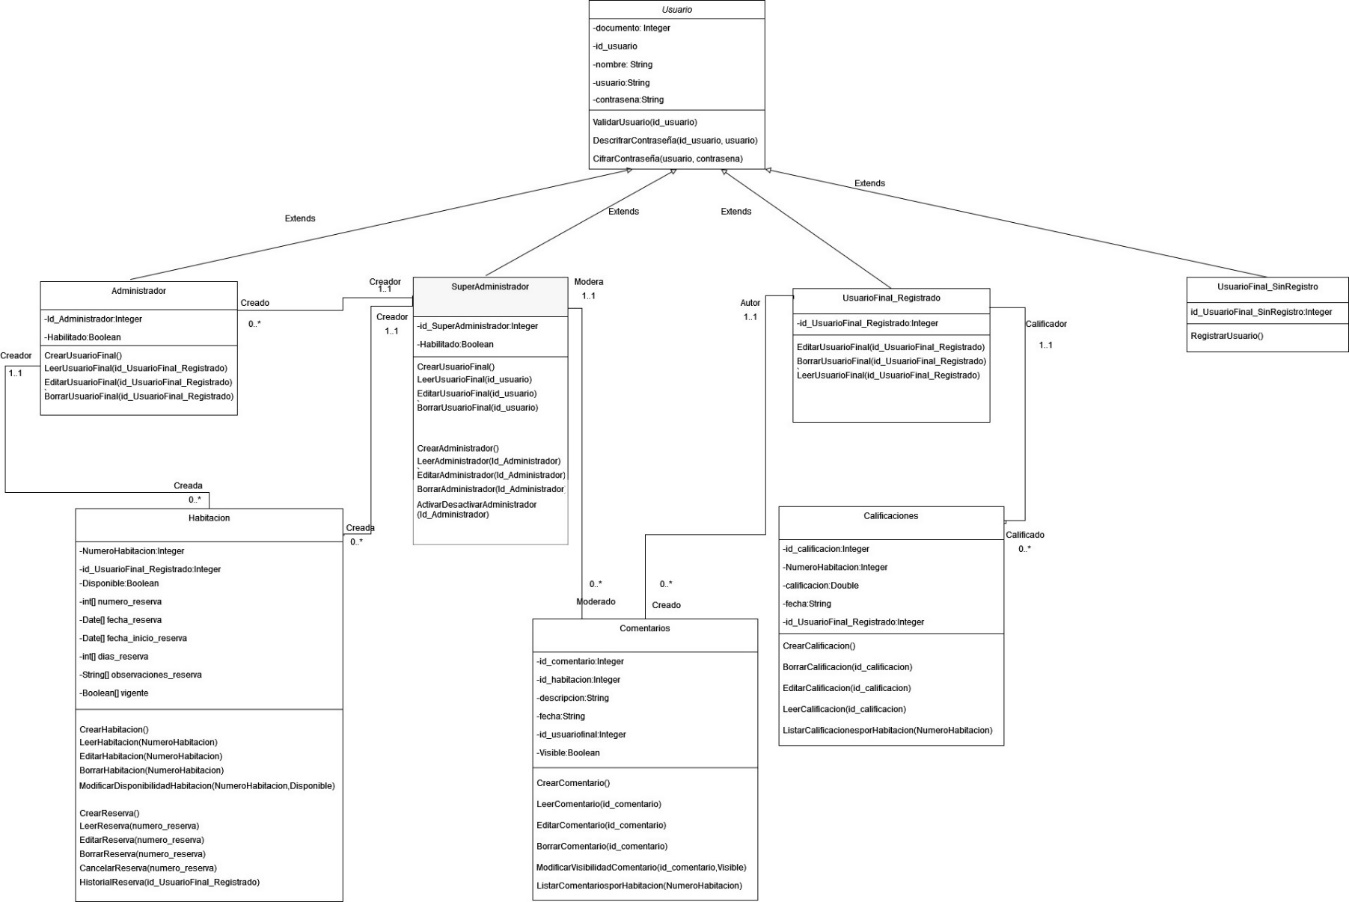 Usuario
-documento: Integer
-id_usuario
-nombre: String
-usuario:String
-contrasena:String
ValidarUsuario(id_usuario)
DescrifrarContraseña(id_usuario, usuario)
CifrarContraseña(usuario, contrasena)
Extends
Extends
Extends
Extends
Administrador
-Id_Administrador:Integer
-Habilitado:Boolean
CrearUsuarioFinal()
LeerUsuarioFinal(id_UsuarioFinal_Registrado)
EditarUsuarioFinal(id_UsuarioFinal_Registrado)
BorrarUsuarioFinal(id_UsuarioFinal_Registrado)
Creado
0..*
Creador
1..1
Creador
1..1
Creador
1..1
Creada
0..*
Creada
0..*
SuperAdministrador
-id_SuperAdministrador:Integer
-Habilitado:Boolean
CrearUsuarioFinal()
LeerUsuarioFinal(id_usuario)
EditarUsuarioFinal(id_usuario)
BorrarUsuarioFinal(id_usuario)
CrearAdministrador()
LeerAdministrador(Id_Administrador)
EditarAdministrador(Id_Administrador)
BorrarAdministrador(Id_Administrador
ActivarDesactivarAdministrador
(Id_Administrador)
Modera
1..1
0..*
Moderado
Autor
1..1
0..*
Creado
UsuarioFinal_Registrado
-id_UsuarioFinal_Registrado:Integer
EditarUsuarioFinal(id_UsuarioFinal_Registrado)
BorrarUsuarioFinal(id_UsuarioFinal_Registrado)
LeerUsuarioFinal(id_UsuarioFinal_Registrado)
Calificador
1..1
Calificado
0..*
UsuarioFinal_SinRegistro
id_UsuarioFinal_SinRegistro:Integer
RegistrarUsuario()
Habitacion
-NumeroHabitacion:Integer
-id_UsuarioFinal_Registrado:Integer
-Disponible:Boolean
-int[] numero_reserva
-Date[] fecha_reserva
-Date[] fecha_inicio_reserva
-int[] dias_reserva
-String[] observaciones_reserva
-Boolean[] vigente
CrearHabitacion()
LeerHabitacion(NumeroHabitacion)
EditarHabitacion(NumeroHabitacion)
BorrarHabitacion(NumeroHabitacion)
ModificarDisponibilidadHabitacion(NumeroHabitacion,Disponible)
CrearReserva()
LeerReserva(numero_reserva)
EditarReserva(numero_reserva)
BorrarReserva(numero_reserva)
CancelarReserva(numero_reserva)
HistorialReserva(id_UsuarioFinal_Registrado)
Comentarios
-id_comentario:Integer
-id_habitacion:Integer
-descripcion:String
-fecha:String
-id_usuariofinal:Integer
-Visible:Boolean
CrearComentario()
LeerComentario(id_comentario)
EditarComentario(id_comentario)
BorrarComentario(id_comentario)
ModificarVisibilidadComentario(id_comentario,Visible)
ListarComentariosporHabitacion(NumeroHabitacion)
Calificaciones
-id_calificacion:Integer
-NumeroHabitacion:Integer
-calificacion:Double
-fecha:String
-id_UsuarioFinal_Registrado:Integer
CrearCalificacion()
BorrarCalificacion(id_calificacion)
EditarCalificacion(id_calificacion)
LeerCalificacion(id_calificacion)
ListarCalificacionesporHabitacion(NumeroHabitacion)